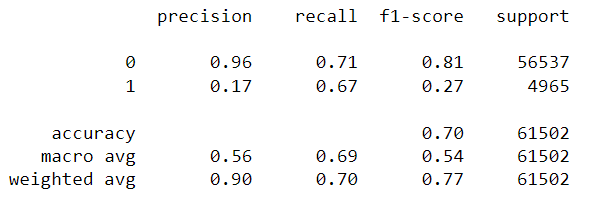 precision recall f1-score support
0 0.96 0.71 0.81 56537
1 0.17 0.67 0.27 4965
accuracy 0.70 61502
macro avg 0.56 0.69 0.54 61502
weighted avg 0.90 0.70 0.77 61502